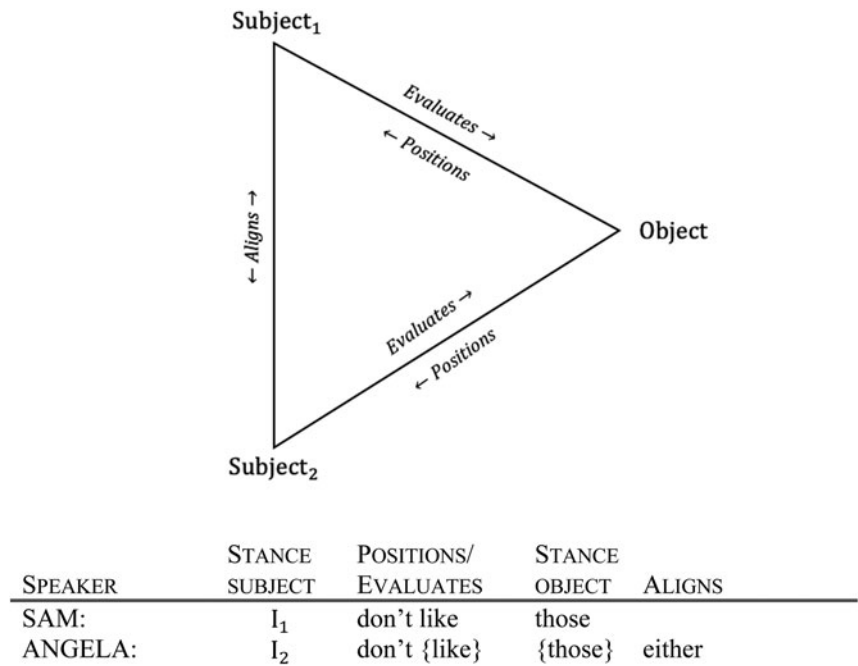 Subject₁
Evaluates →
← Positions
← Aligns →
Object
Evaluates →
← Positions
Subject₂
STANCE POSITIONS/ STANCE
SPEAKER SUBJECT EVALUATES OBJECT ALIGNS
SAM: I₁ don't like those
ANGELA: I₂ don't {like} {those} either